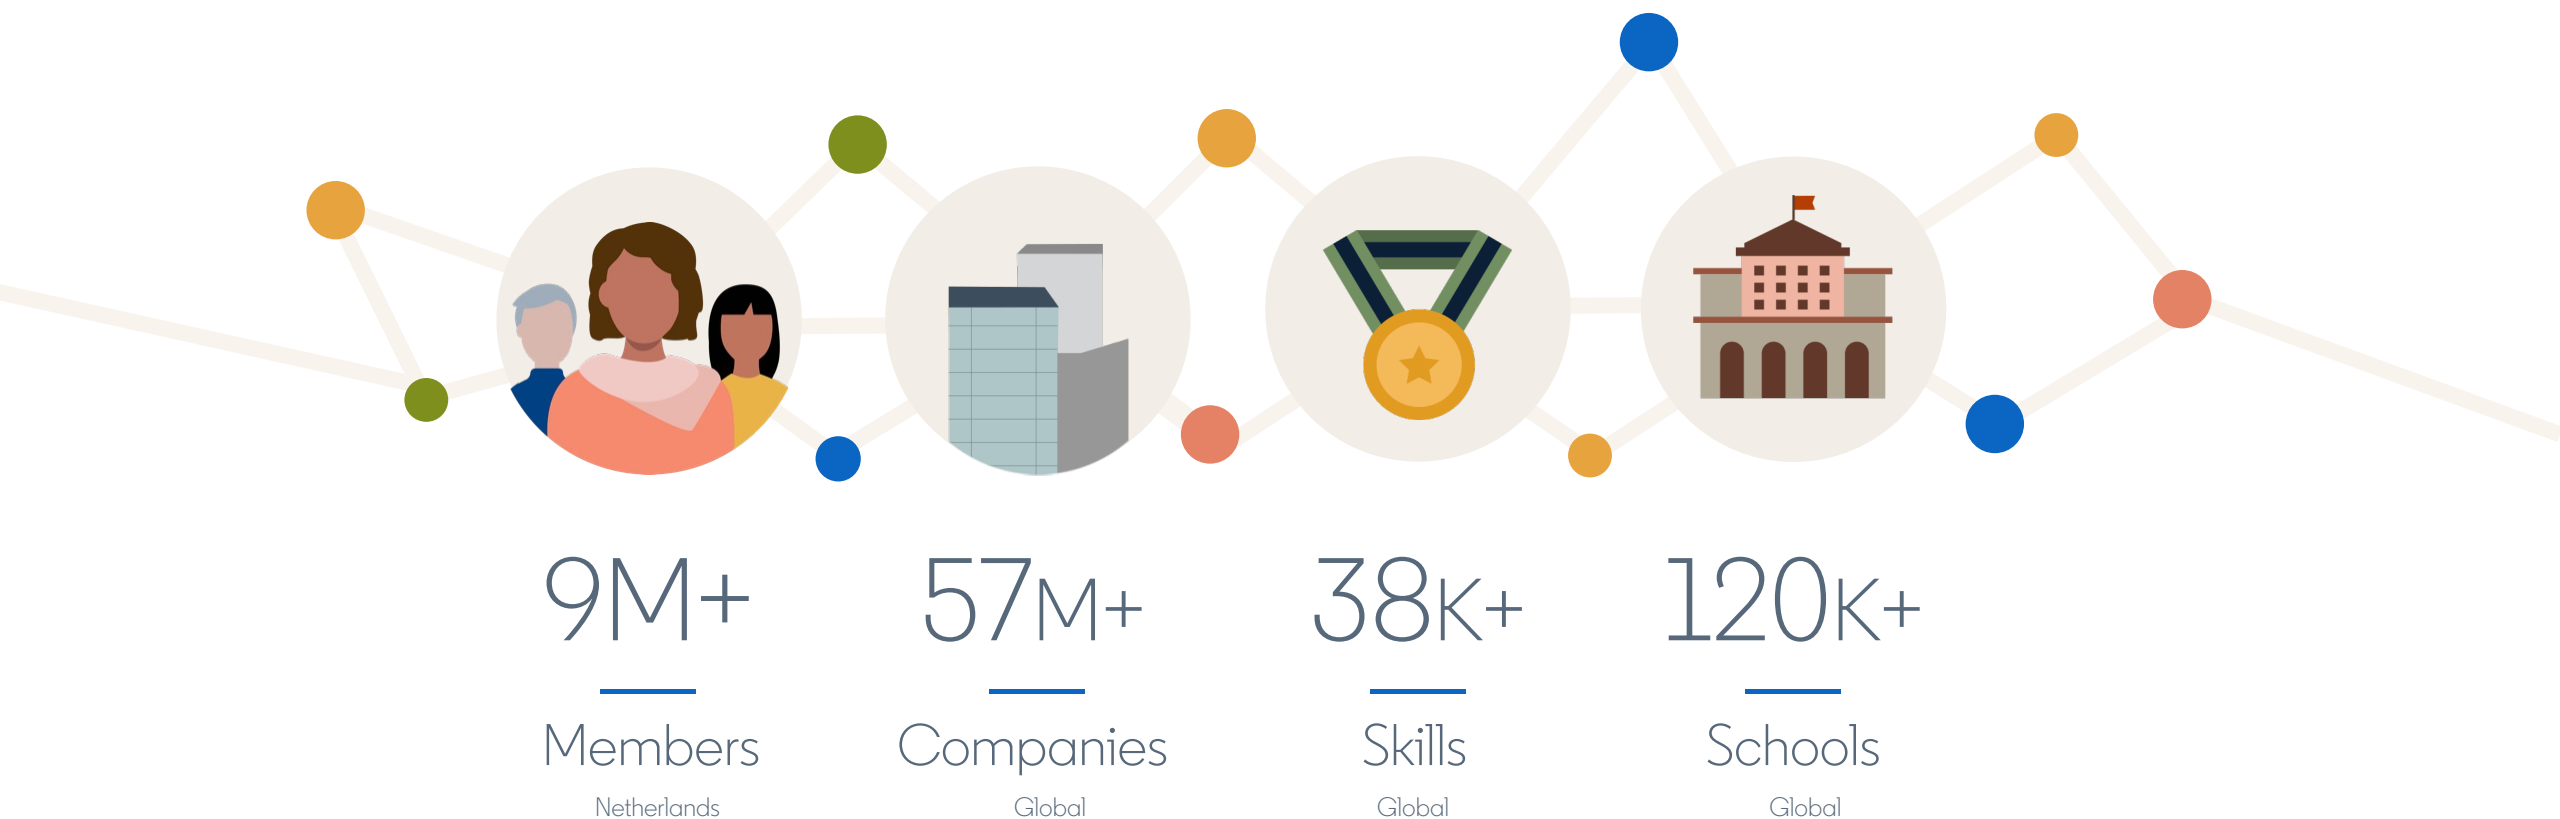 9M+
Members
Netherlands
57M+
Companies
Global
38K+
Skills
Global
120K+
Schools
Global